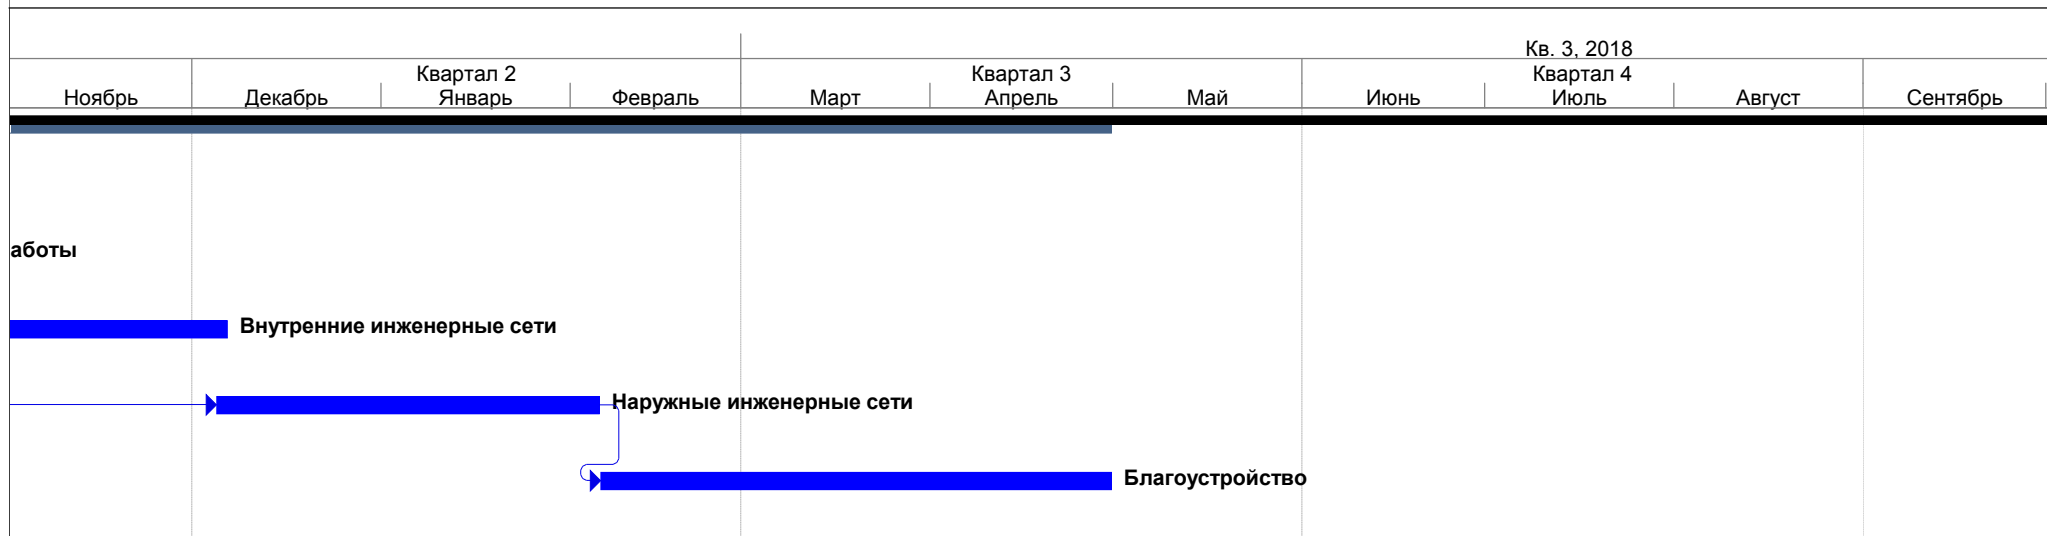 Кв. 3, 2018
Квартал 2 Квартал 3 Квартал 4
Ноябрь Декабрь Январь Февраль Март Апрель Май Июнь Июль Август Сентябрь
аботы
Внутренние инженерные сети
Наружные инженерные сети
Благоустройство